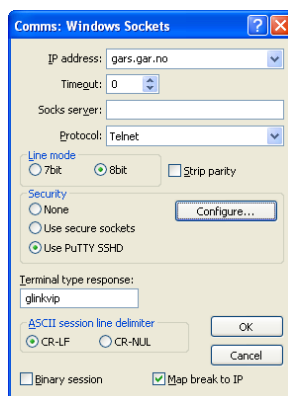 Comms: Windows Sockets
IP address: gars.gar.no
Timeout: 0
Socks server:
Protocol: Telnet
Line mode
7bit 8bit Strip parity
Security
None Configure...
Use secure sockets
Use PuTTY SSHD
Terminal type response:
glinkvip
ASCII session line delimiter
CR-LF CR-NUL
OK
Cancel
Binary session Map break to IP